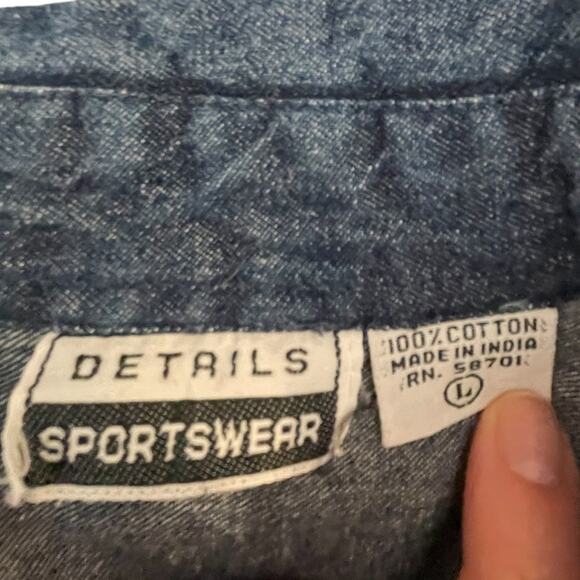 DETAILS
SPORTSWEAR
100% COTTON
MADE IN INDIA
RN. 58701
L